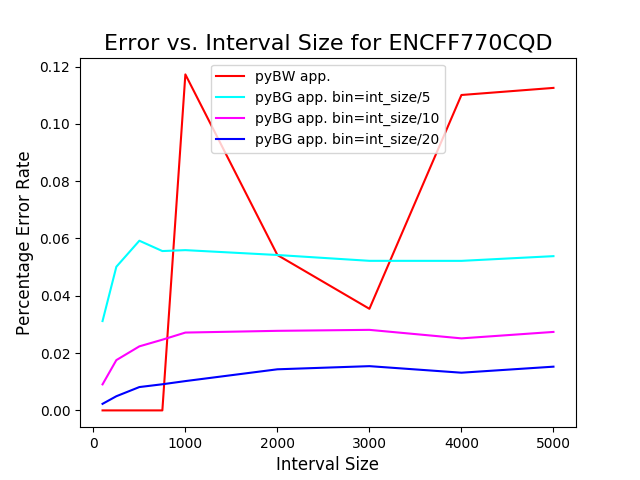 Error vs. Interval Size for ENCFF770CQD
pyBW app.
pyBG app. bin=int_size/5
pyBG app. bin=int_size/10
pyBG app. bin=int_size/20
Percentage Error Rate
0.12
0.10
0.08
0.06
0.04
0.02
0.00
0 1000 2000 3000 4000 5000
Interval Size